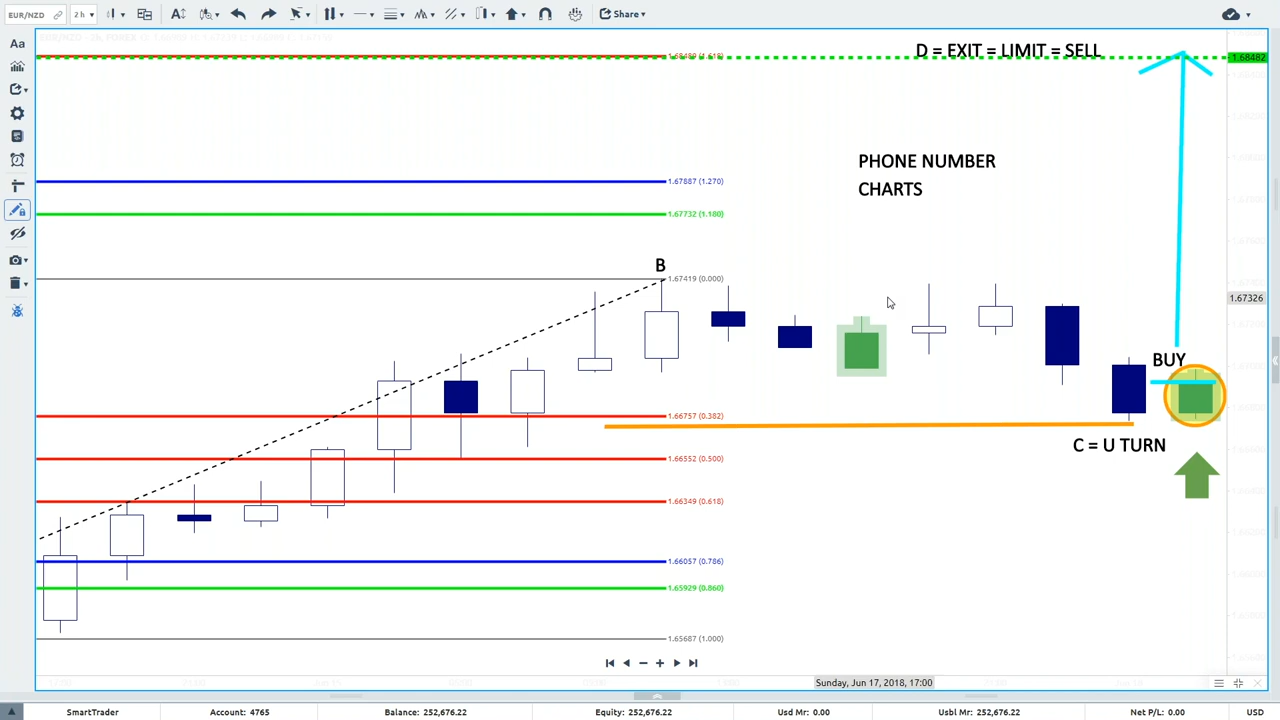 EUR/NZD
2 h
Share
Aa
D = EXIT = LIMIT = SELL
1.68482
PHONE NUMBER
CHARTS
1.67887 (1.270)
1.67732 (1.180)
B
1.67419 (0.000)
1.67326
BUY
1.66757 (0.382)
C = U TURN
1.66552 (0.500)
1.66349 (0.618)
1.66057 (0.786)
1.65929 (0.860)
1.65687 (1.000)
Sunday, Jun 17, 2018, 17:00
SmartTrader
Account: 4765
Balance: 252,676.22
Equity: 252,676.22
Usd Mr: 0.00
Usbl Mr: 252,676.22
Net P/L: 0.00
USD